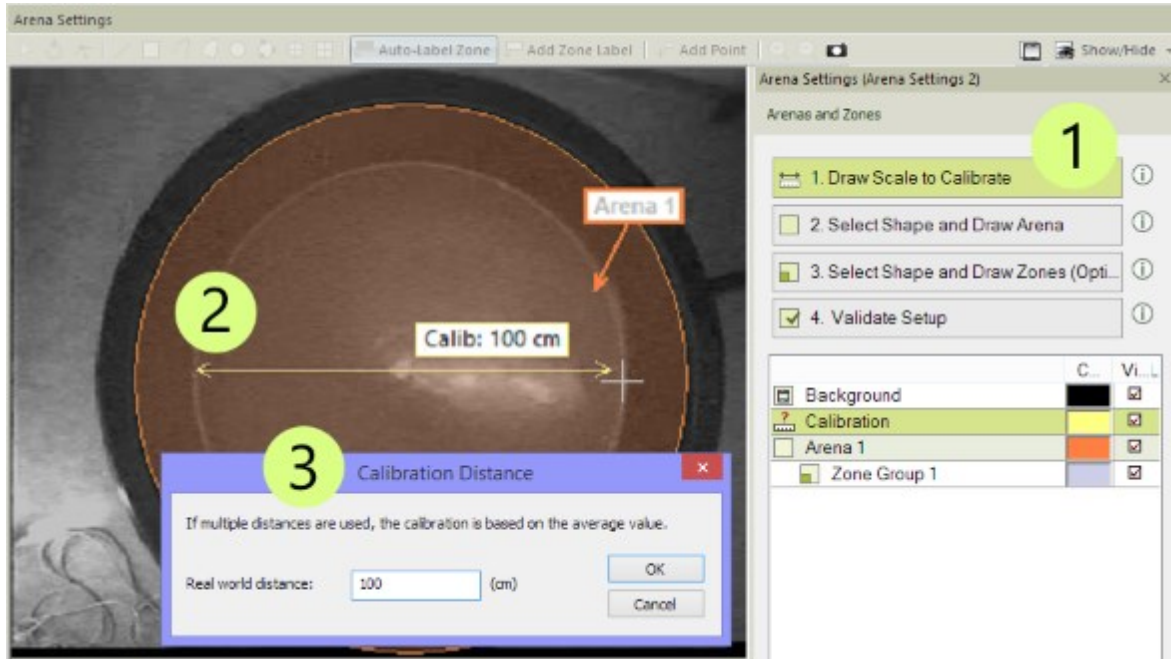 Arena Settings
Auto-Label Zone Add Zone Label Add Point Show/Hide
Arena Settings (Arena Settings 2)
Arenas and Zones
1
1. Draw Scale to Calibrate
2. Select Shape and Draw Arena
3. Select Shape and Draw Zones (Opti...
4. Validate Setup
C... Vi...
Background
Calibration
Arena 1
Zone Group 1
Arena 1
2
Calib: 100 cm
3
Calibration Distance
If multiple distances are used, the calibration is based on the average value.
Real world distance: 100 (cm)
OK
Cancel